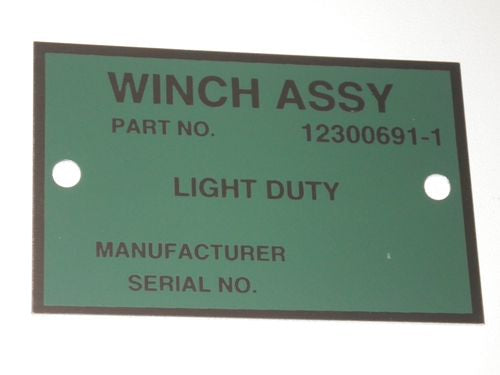 WINCH ASSY
PART NO. 12300691-1
LIGHT DUTY
MANUFACTURER
SERIAL NO.